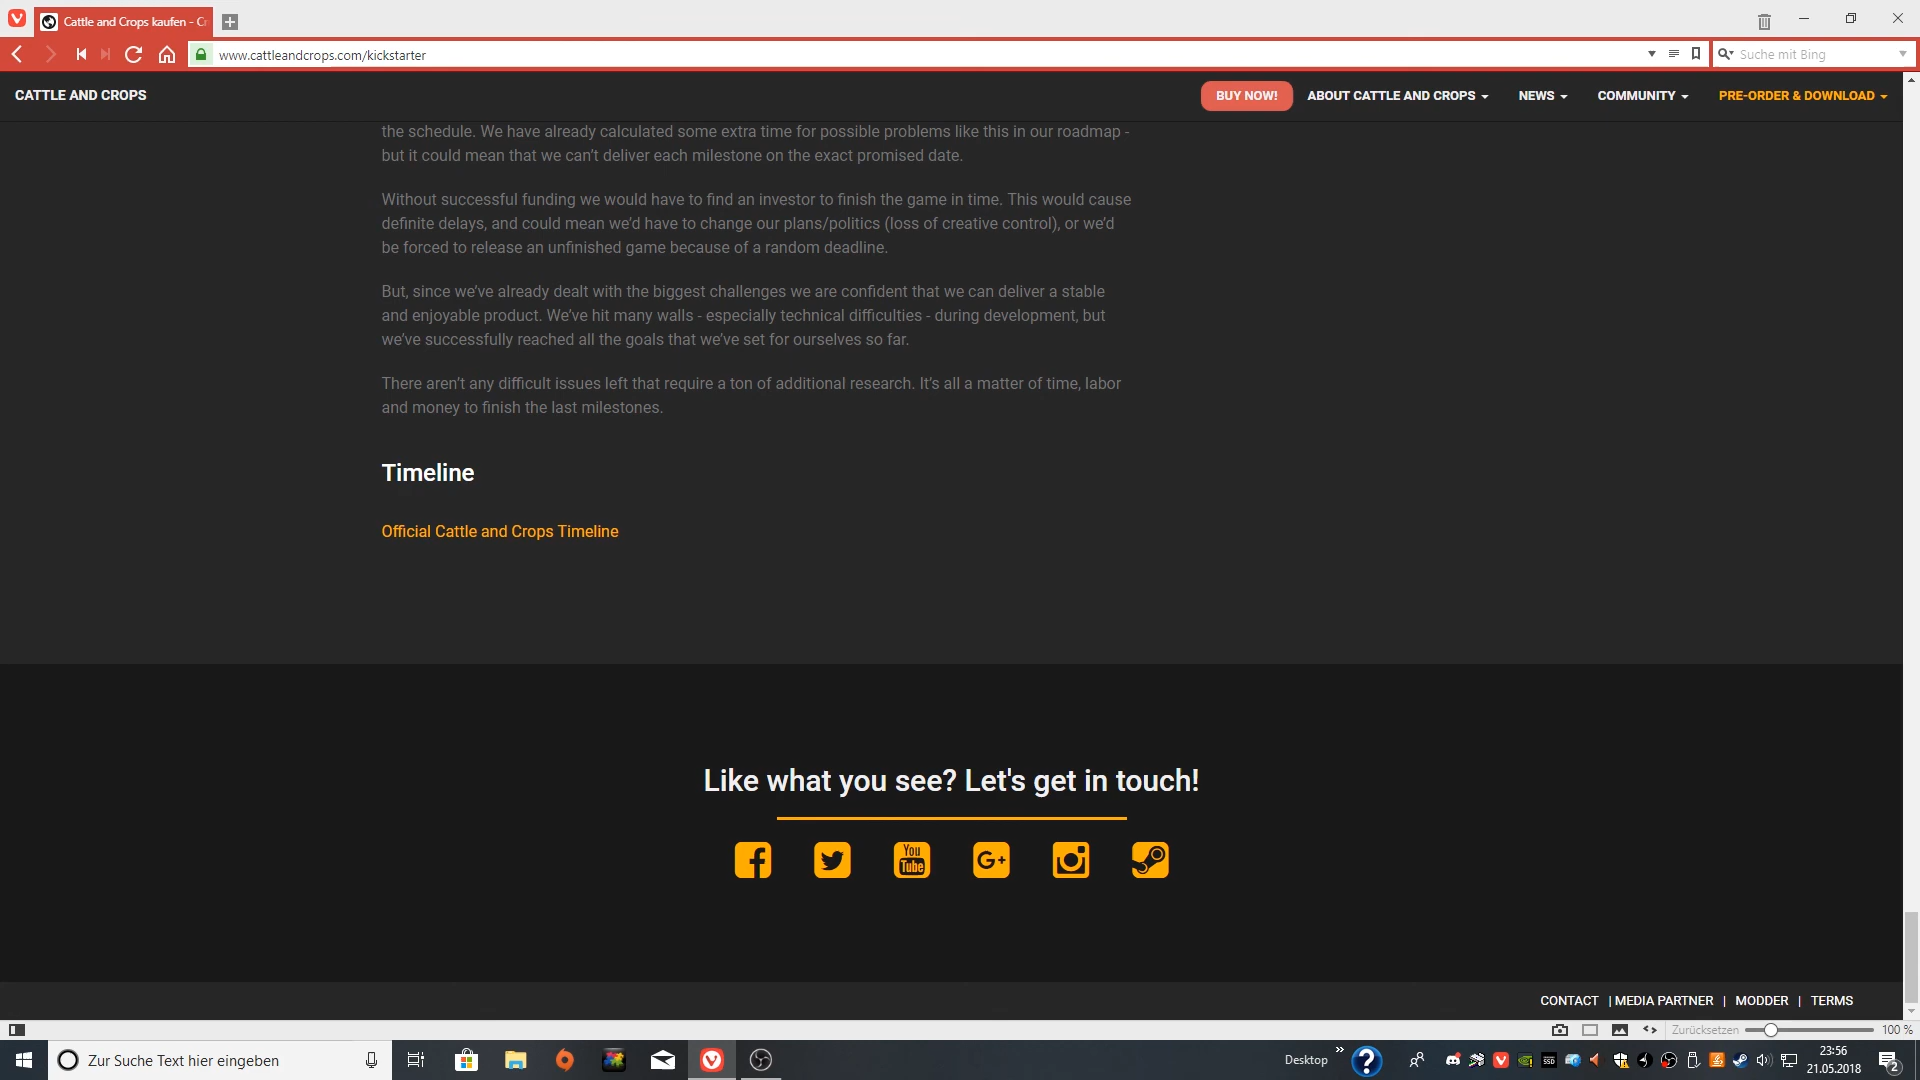 Cattle and Crops kaufen - Cr
www.cattleandcrops.com/kickstarter
Suche mit Bing
CATTLE AND CROPS
BUY NOW!
ABOUT CATTLE AND CROPS
NEWS
COMMUNITY
PRE-ORDER & DOWNLOAD
the schedule. We have already calculated some extra time for possible problems like this in our roadmap -
but it could mean that we can’t deliver each milestone on the exact promised date.
Without successful funding we would have to find an investor to finish the game in time. This would cause
definite delays, and could mean we’d have to change our plans/politics (loss of creative control), or we’d
be forced to release an unfinished game because of a random deadline.
But, since we’ve already dealt with the biggest challenges we are confident that we can deliver a stable
and enjoyable product. We’ve hit many walls - especially technical difficulties - during development, but
we’ve successfully reached all the goals that we’ve set for ourselves so far.
There aren’t any difficult issues left that require a ton of additional research. It’s all a matter of time, labor
and money to finish the last milestones.
Timeline
Official Cattle and Crops Timeline
Like what you see? Let's get in touch!
You
Tube
G+
CONTACT | MEDIA PARTNER | MODDER | TERMS
Zurücksetzen
100 %
Zur Suche Text hier eingeben
Desktop
SSD
23:56
21.05.2018
2